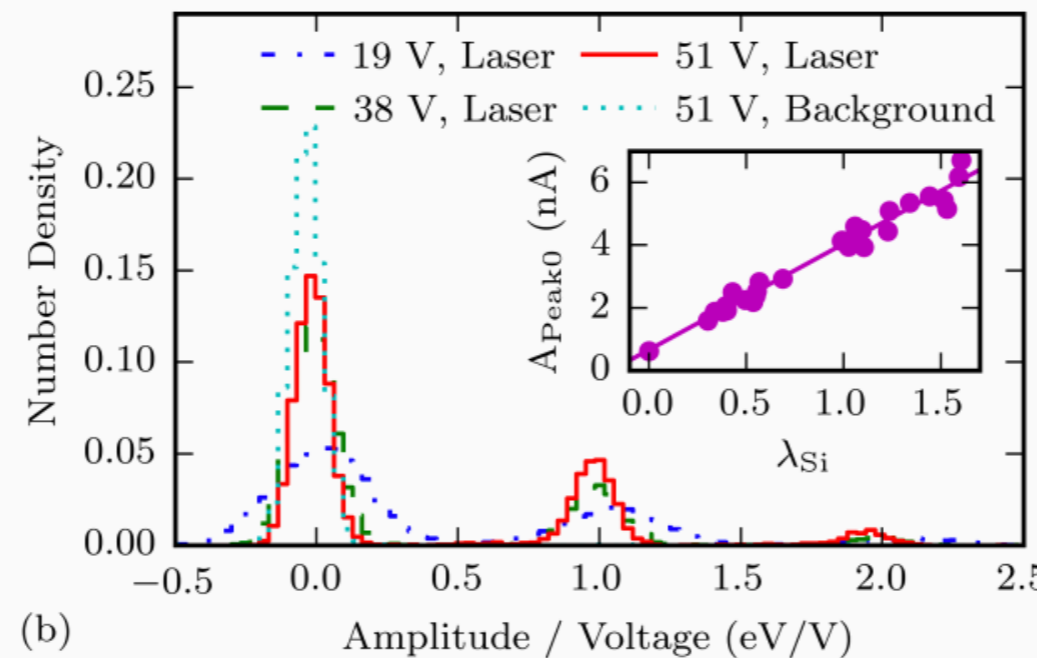 19 V, Laser
51 V, Laser
38 V, Laser
51 V, Background
0.25
0.20
0.15
0.10
0.05
0.00
Number Density
−0.5
0.0
0.5
1.0
1.5
2.0
2.5
Amplitude / Voltage (eV/V)
A_Peak0 (nA)
6
4
2
0
0.0
0.5
1.0
1.5
λ_Si
(b)